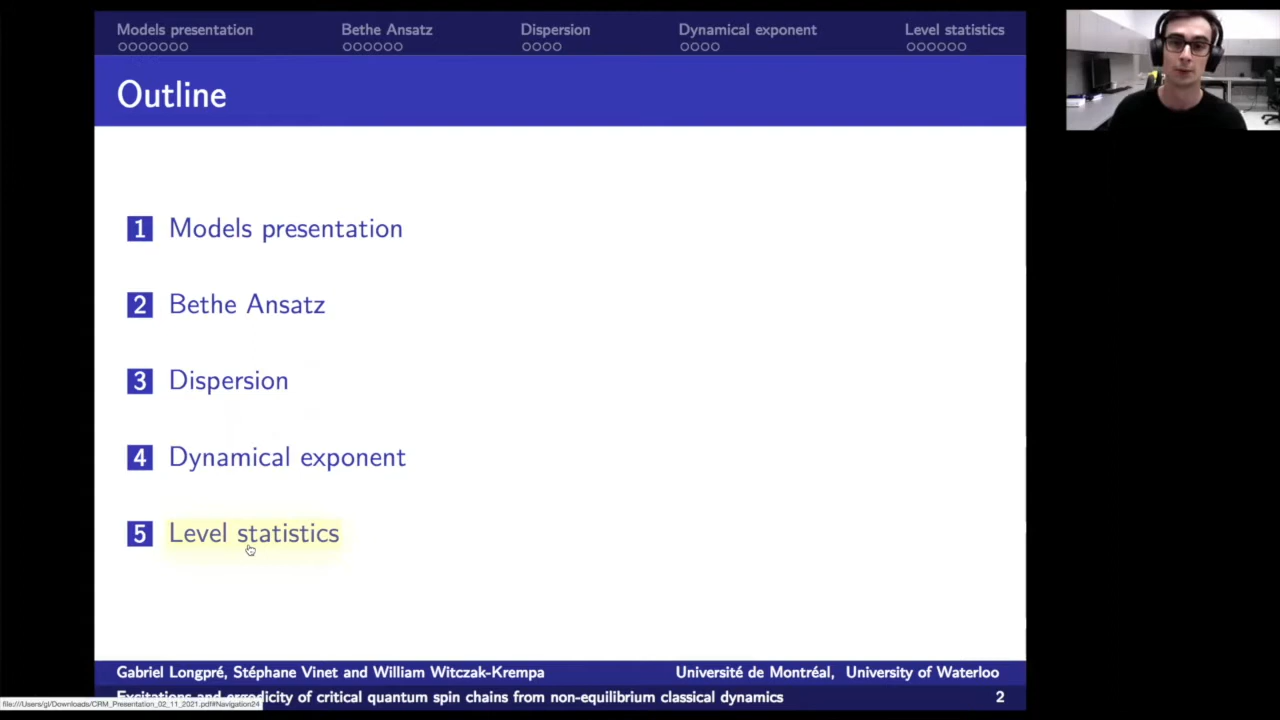 Models presentation Bethe Ansatz Dispersion Dynamical exponent Level statistics
Outline
1 Models presentation
2 Bethe Ansatz
3 Dispersion
4 Dynamical exponent
5 Level statistics
Gabriel Longpré, Stéphane Vinet and William Witczak-Krempa Université de Montréal, University of Waterloo
Excitations and ergodicity of critical quantum spin chains from non-equilibrium classical dynamics 2
file:///Users/gl/Downloads/CRM_Presentation_02_11_2021.pdf#Navigation24